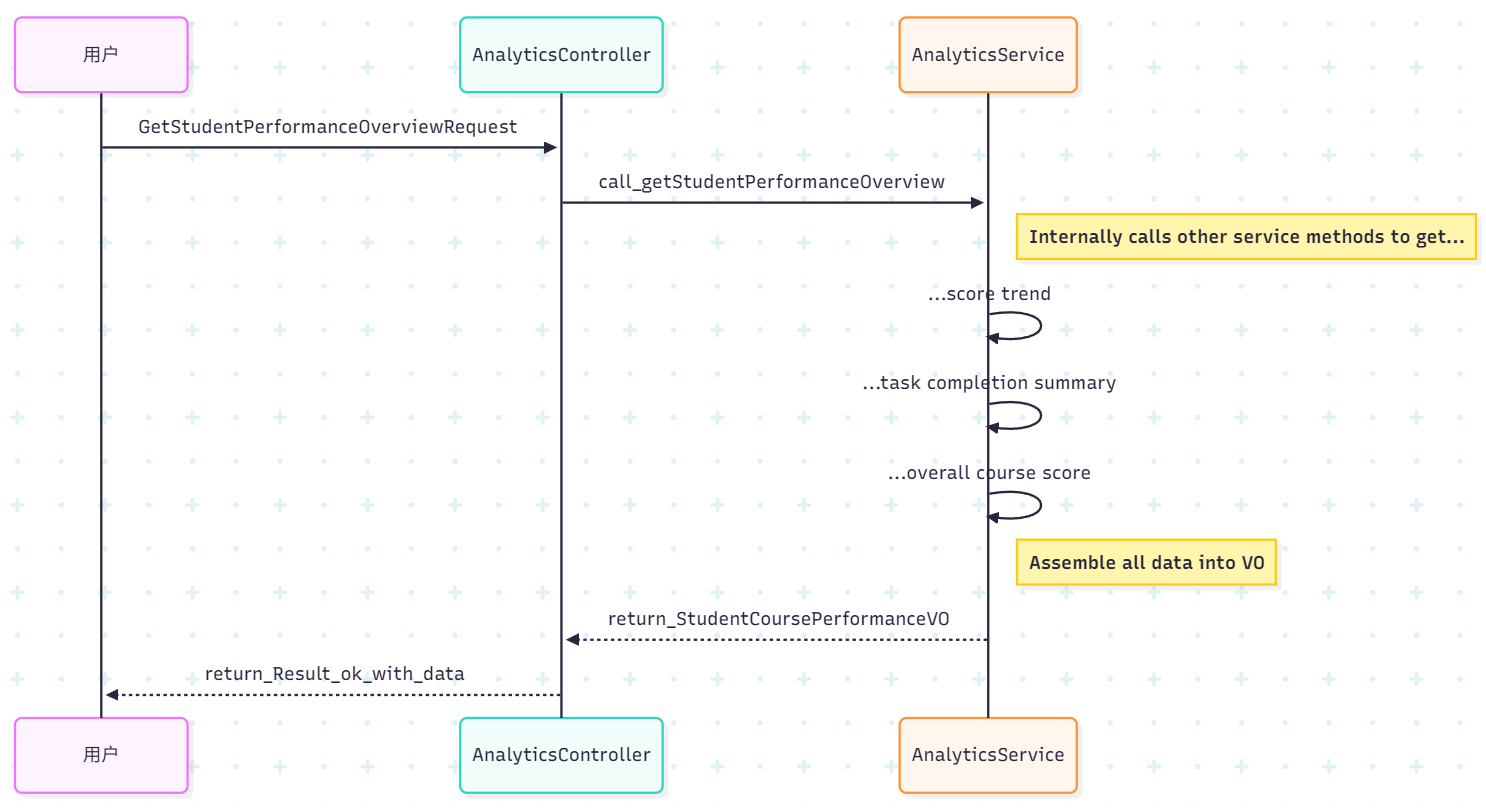 用户
AnalyticsController
AnalyticsService
GetStudentPerformanceOverviewRequest
call_getStudentPerformanceOverview
Internally calls other service methods to get...
...score trend
...task completion summary
...overall course score
Assemble all data into VO
return_StudentCoursePerformanceVO
return_Result_ok_with_data
用户
AnalyticsController
AnalyticsService